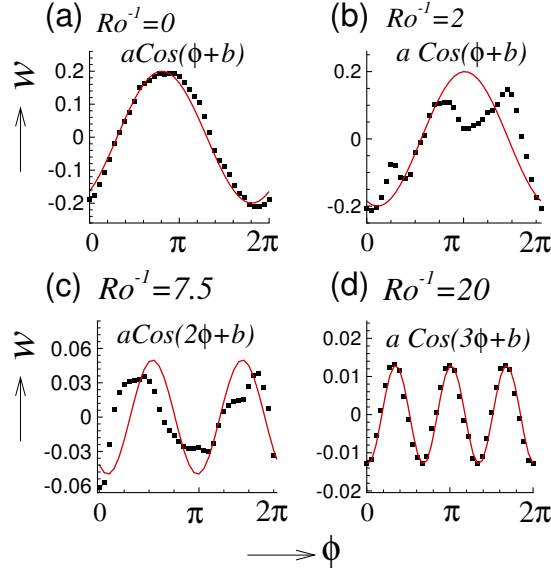 (a) Ro⁻¹=0
aCos(ϕ+b)
w
0.2
0.1
0
-0.1
-0.2
0 π 2π
(b) Ro⁻¹=2
a Cos(ϕ+b)
0.2
0
-0.2
0 π 2π
(c) Ro⁻¹=7.5
aCos(2ϕ+b)
w
0.06
0.03
0
-0.03
-0.06
0 π 2π
(d) Ro⁻¹=20
a Cos(3ϕ+b)
0.02
0.01
0
-0.01
-0.02
0 π 2π
ϕ